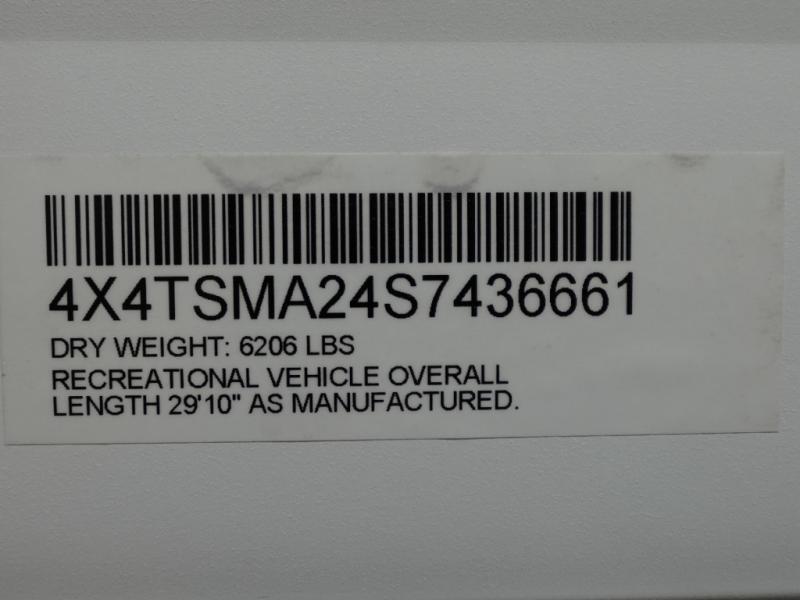 4X4TSMA24S7436661
DRY WEIGHT: 6206 LBS
RECREATIONAL VEHICLE OVERALL
LENGTH 29'10" AS MANUFACTURED.